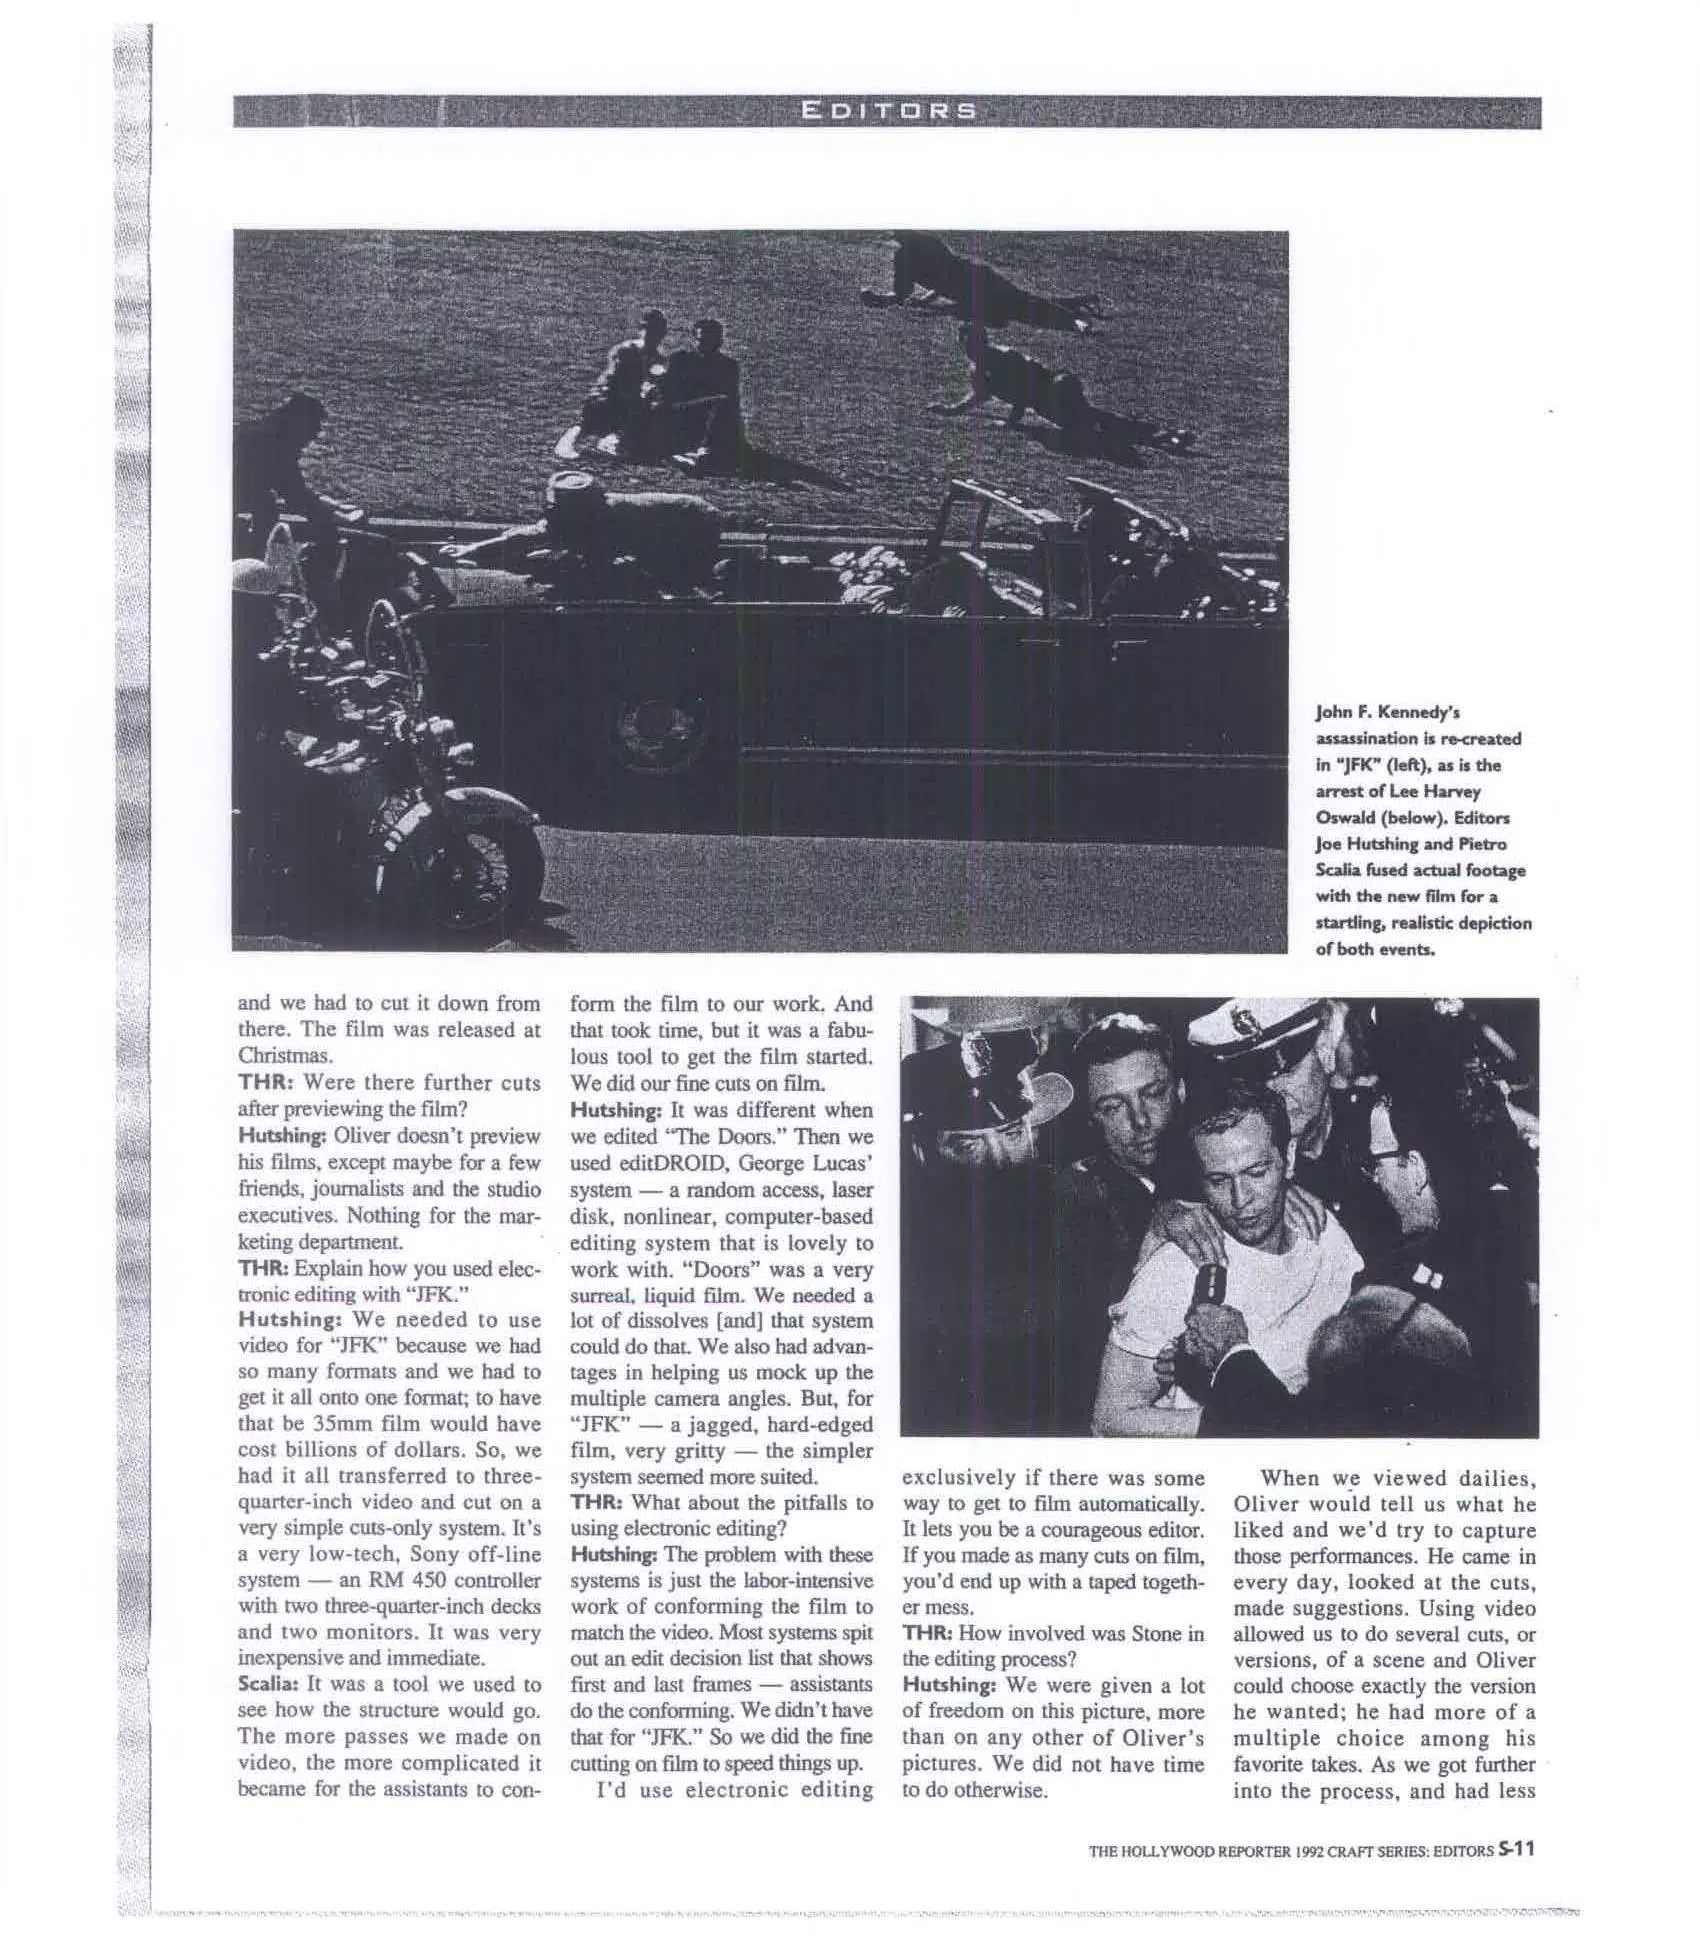 EDITORS
John F. Kennedy's
assassination is re-created
in "JFK" (left), as is the
arrest of Lee Harvey
Oswald (below). Editors
Joe Hutshing and Pietro
Scalia fused actual footage
with the new film for a
startling, realistic depiction
of both events.
and we had to cut it down from
there. The film was released at
Christmas.
THR: Were there further cuts
after previewing the film?
Hutshing: Oliver doesn't preview
his films, except maybe for a few
friends, journalists and the studio
executives. Nothing for the mar-
keting department.
THR: Explain how you used elec-
tronic editing with "JFK."
Hutshing: We needed to use
video for "JFK" because we had
so many formats and we had to
get it all onto one format; to have
that be 35mm film would have
cost billions of dollars. So, we
had it all transferred to three-
quarter-inch video and cut on a
very simple cuts-only system. It's
a very low-tech, Sony off-line
system — an RM 450 controller
with two three-quarter-inch decks
and two monitors. It was very
inexpensive and immediate.
Scalia: It was a tool we used to
see how the structure would go.
The more passes we made on
video, the more complicated it
became for the assistants to con-
form the film to our work. And
that took time, but it was a fabu-
lous tool to get the film started.
We did our fine cuts on film.
Hutshing: It was different when
we edited "The Doors." Then we
used editDROID, George Lucas'
system — a random access, laser
disk, nonlinear, computer-based
editing system that is lovely to
work with. "Doors" was a very
surreal, liquid film. We needed a
lot of dissolves [and] that system
could do that. We also had advan-
tages in helping us mock up the
multiple camera angles. But, for
"JFK" — a jagged, hard-edged
film, very gritty — the simpler
system seemed more suited.
THR: What about the pitfalls to
using electronic editing?
Hutshing: The problem with these
systems is just the labor-intensive
work of conforming the film to
match the video. Most systems spit
out an edit decision list that shows
first and last frames — assistants
do the conforming. We didn't have
that for "JFK." So we did the fine
cutting on film to speed things up.
I'd use electronic editing
exclusively if there was some
way to get to film automatically.
It lets you be a courageous editor.
If you made as many cuts on film,
you'd end up with a taped togeth-
er mess.
THR: How involved was Stone in
the editing process?
Hutshing: We were given a lot
of freedom on this picture, more
than on any other of Oliver's
pictures. We did not have time
to do otherwise.
When we viewed dailies,
Oliver would tell us what he
liked and we'd try to capture
those performances. He came in
every day, looked at the cuts,
made suggestions. Using video
allowed us to do several cuts, or
versions, of a scene and Oliver
could choose exactly the version
he wanted; he had more of a
multiple choice among his
favorite takes. As we got further
into the process, and had less
THE HOLLYWOOD REPORTER 1992 CRAFT SERIES: EDITORS S-11